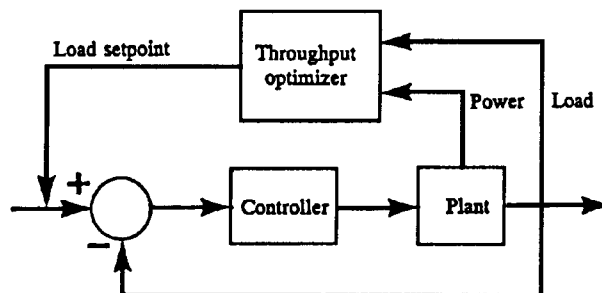 Load setpoint
Throughput
optimizer
Power
Load
+
Controller
Plant
−